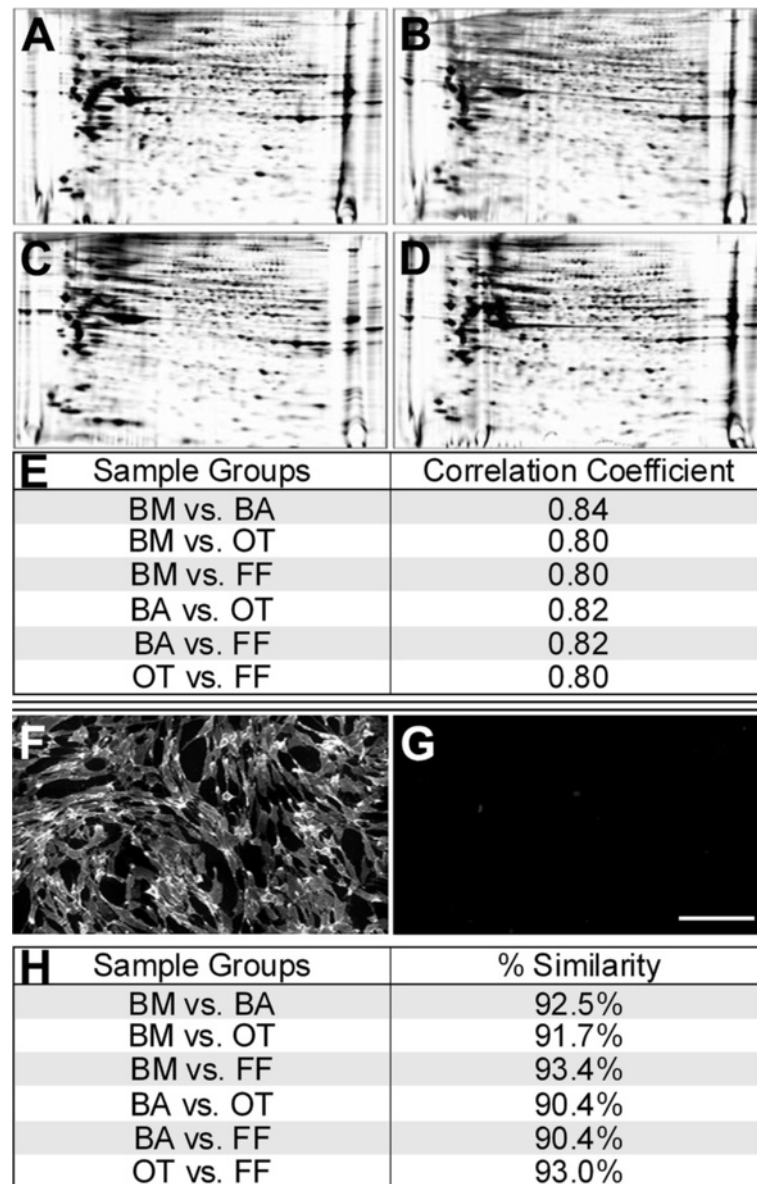 A B
C D
E Sample Groups Correlation Coefficient
BM vs. BA 0.84
BM vs. OT 0.80
BM vs. FF 0.80
BA vs. OT 0.82
BA vs. FF 0.82
OT vs. FF 0.80
F G
H Sample Groups % Similarity
BM vs. BA 92.5%
BM vs. OT 91.7%
BM vs. FF 93.4%
BA vs. OT 90.4%
BA vs. FF 90.4%
OT vs. FF 93.0%